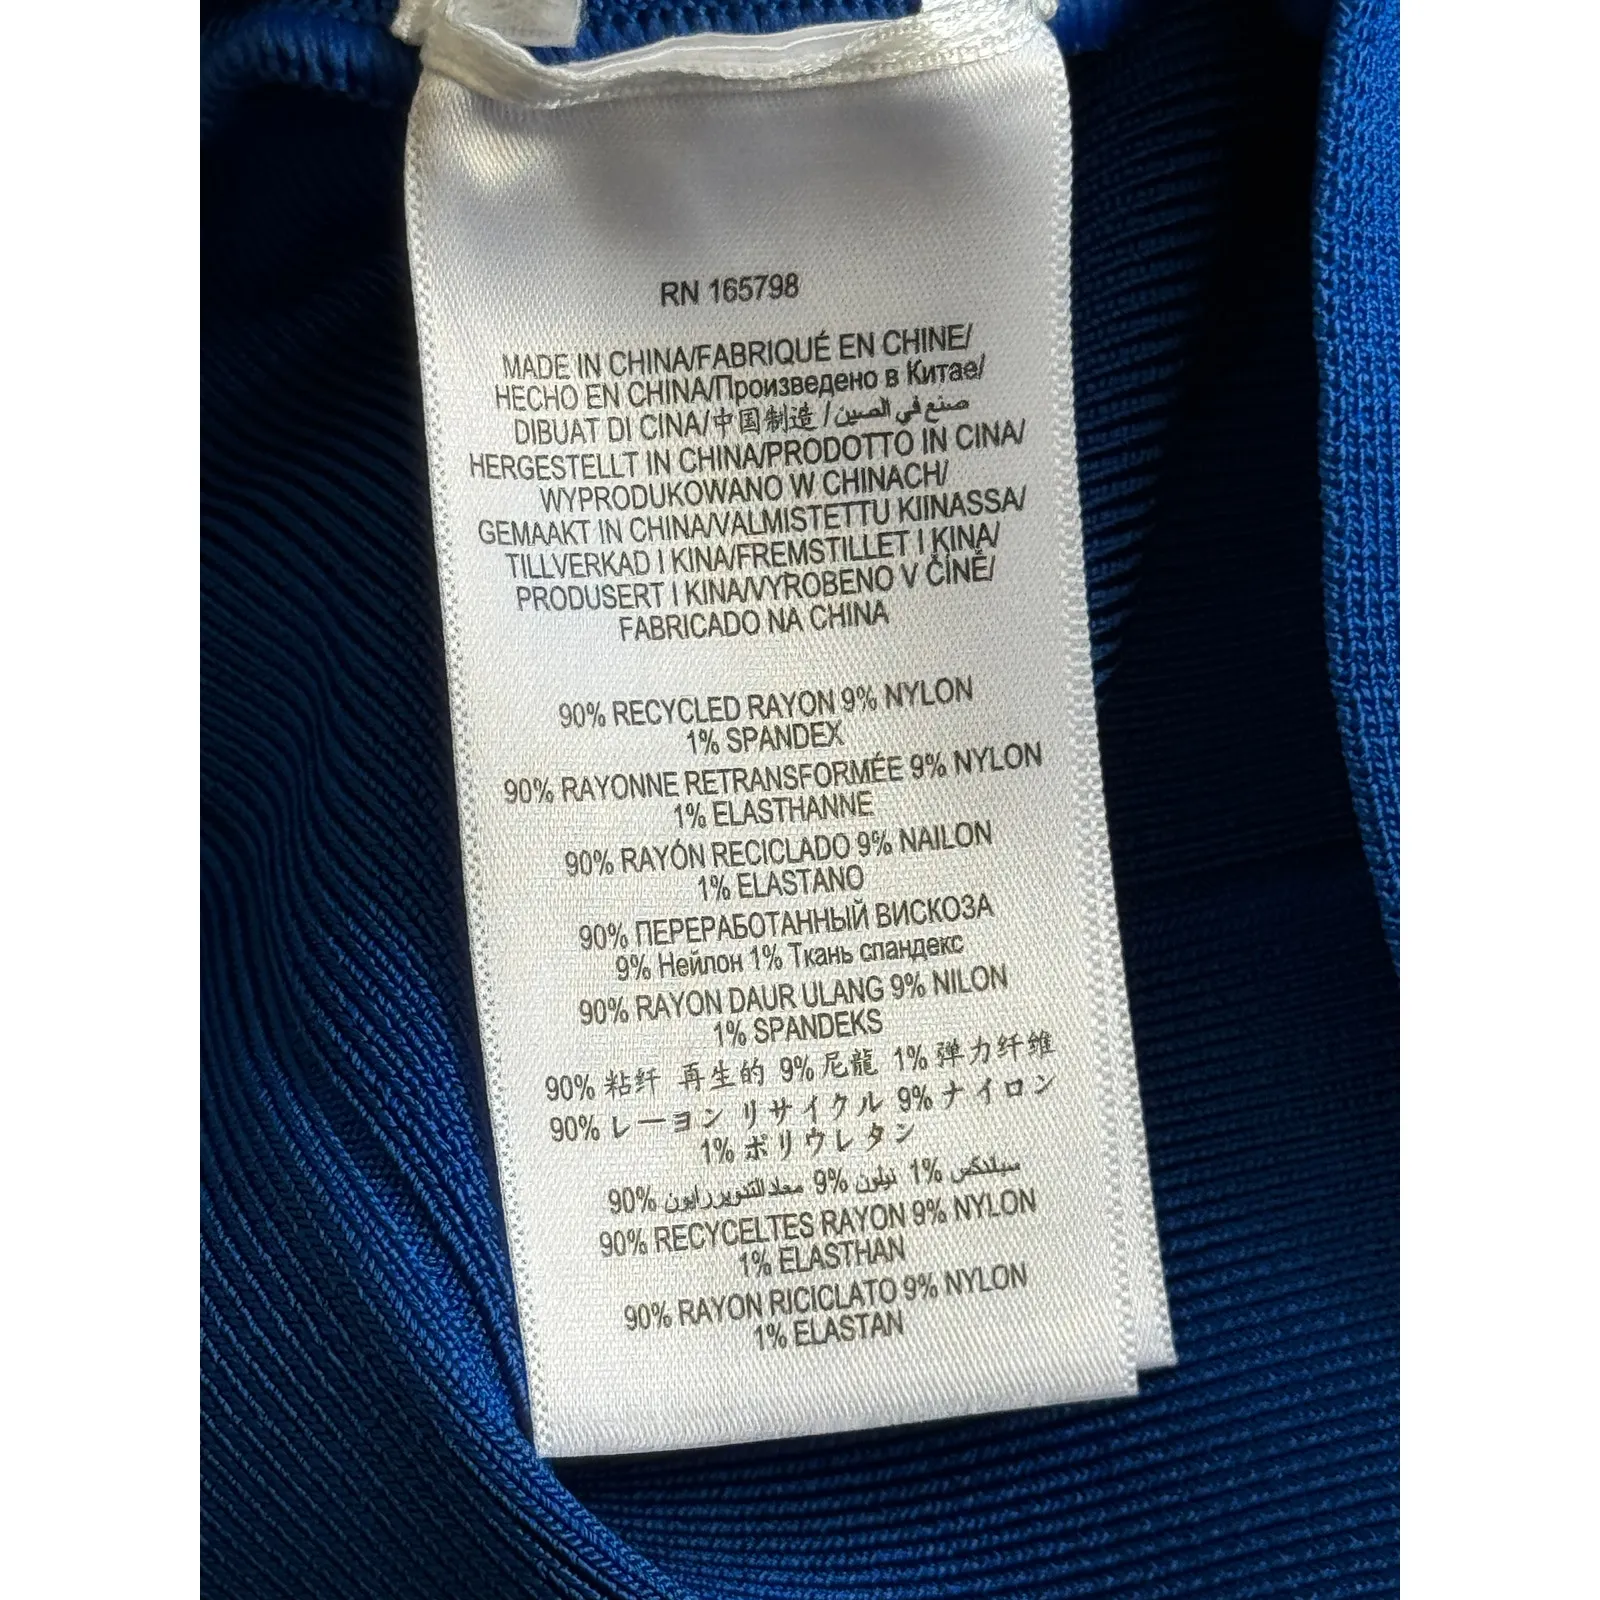 RN 165798
MADE IN CHINA/FABRIQUÉ EN CHINE/
HECHO EN CHINA/Произведено в Китае/
DIBUAT DI CINA/中国制造/صنع في الصين/
HERGESTELLT IN CHINA/PRODOTTO IN CINA/
WYPRODUKOWANO W CHINACH/
GEMAAKT IN CHINA/VALMISTETTU KIINASSA/
TILLVERKAD I KINA/FREMSTILLET I KINA/
PRODUSERT I KINA/VYROBENO V ČÍNĚ/
FABRICADO NA CHINA
90% RECYCLED RAYON 9% NYLON
1% SPANDEX
90% RAYONNE RETRANSFORMÉE 9% NYLON
1% ELASTHANNE
90% RAYÓN RECICLADO 9% NAILON
1% ELASTANO
90% ПЕРЕРАБОТАННЫЙ ВИСКОЗА
9% Нейлон 1% Ткань спандекс
90% RAYON DAUR ULANG 9% NILON
1% SPANDEKS
90% 粘纤 再生的 9% 尼龍 1% 弹力纤维
90% レーヨン リサイクル 9% ナイロン
1% ポリウレタン
90% رايون معاد التدوير 9% نيلون 1%
90% RECYCELTES RAYON 9% NYLON
1% ELASTHAN
90% RAYON RICICLATO 9% NYLON
1% ELASTAN